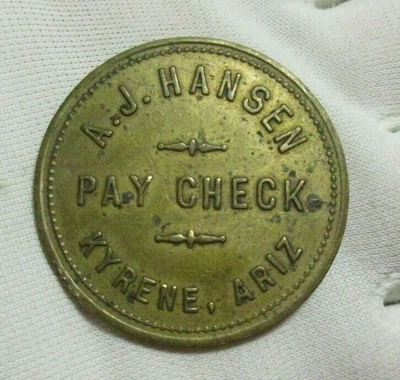 A.J. HANSEN
PAY CHECK
KYRENE, ARIZ